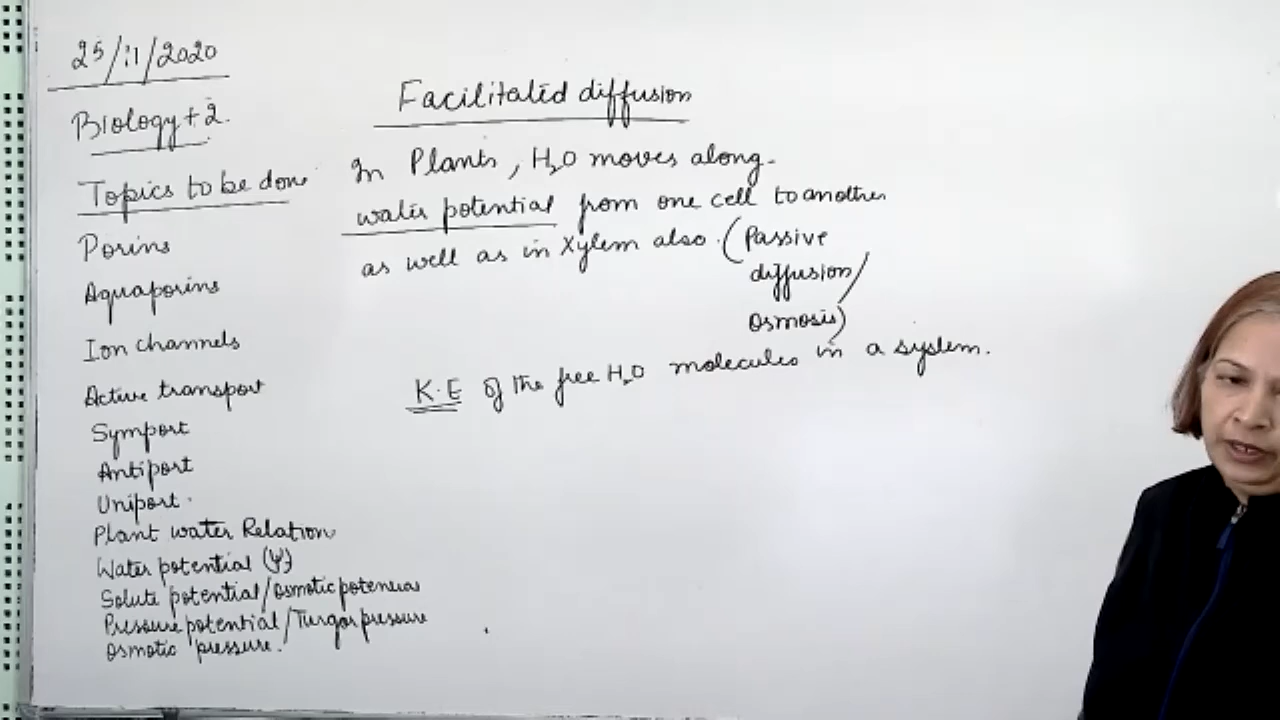 25/11/2020
Biology +2.
Topics to be done
Porins
Aquaporins
Ion channels
Active transport
Symport
Antiport
Uniport.
Plant water Relation
Water potential (Ψ)
Solute potential/Osmotic potential
Pressure potential/Turgor pressure
Osmotic pressure.
Facilitated diffusion
In Plants, H₂O moves along
water potential from one cell to another
as well as in Xylem also. (Passive
diffusion/
Osmosis)
K.E of the free H₂O molecules in a system.